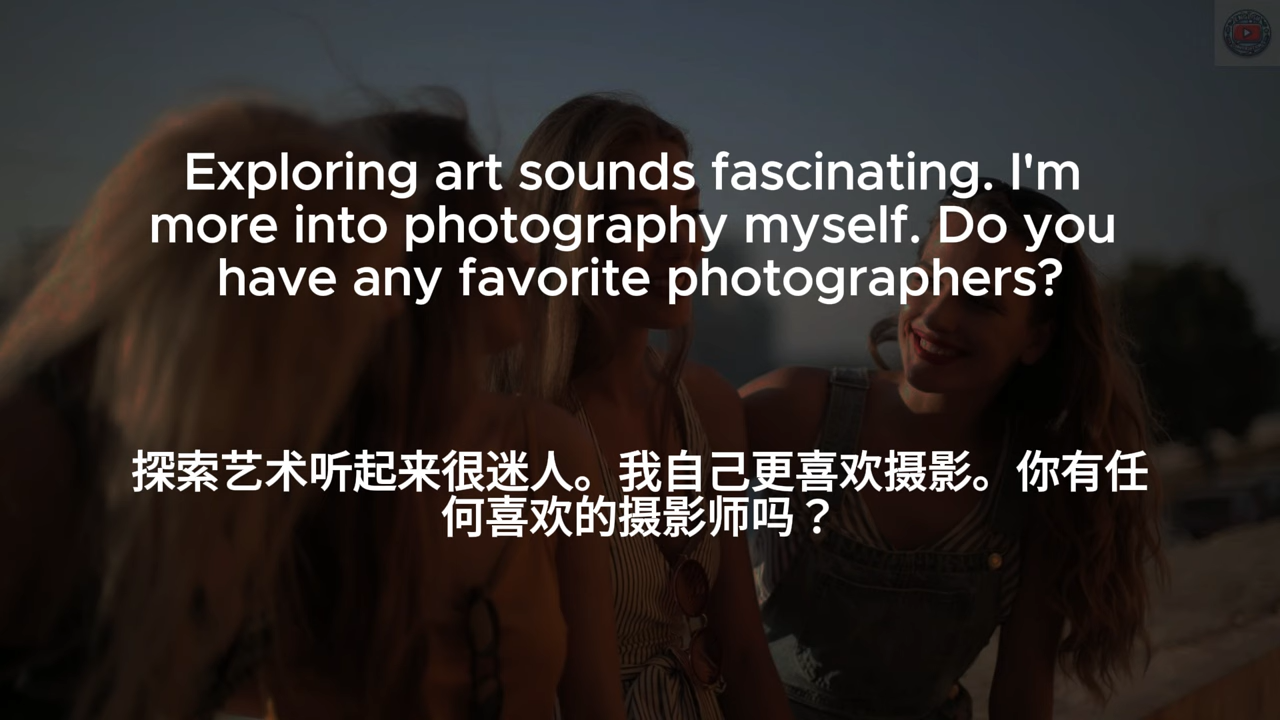 Exploring art sounds fascinating. I'm
more into photography myself. Do you
have any favorite photographers?
探索艺术听起来很迷人。我自己更喜欢摄影。你有任
何喜欢的摄影师吗？